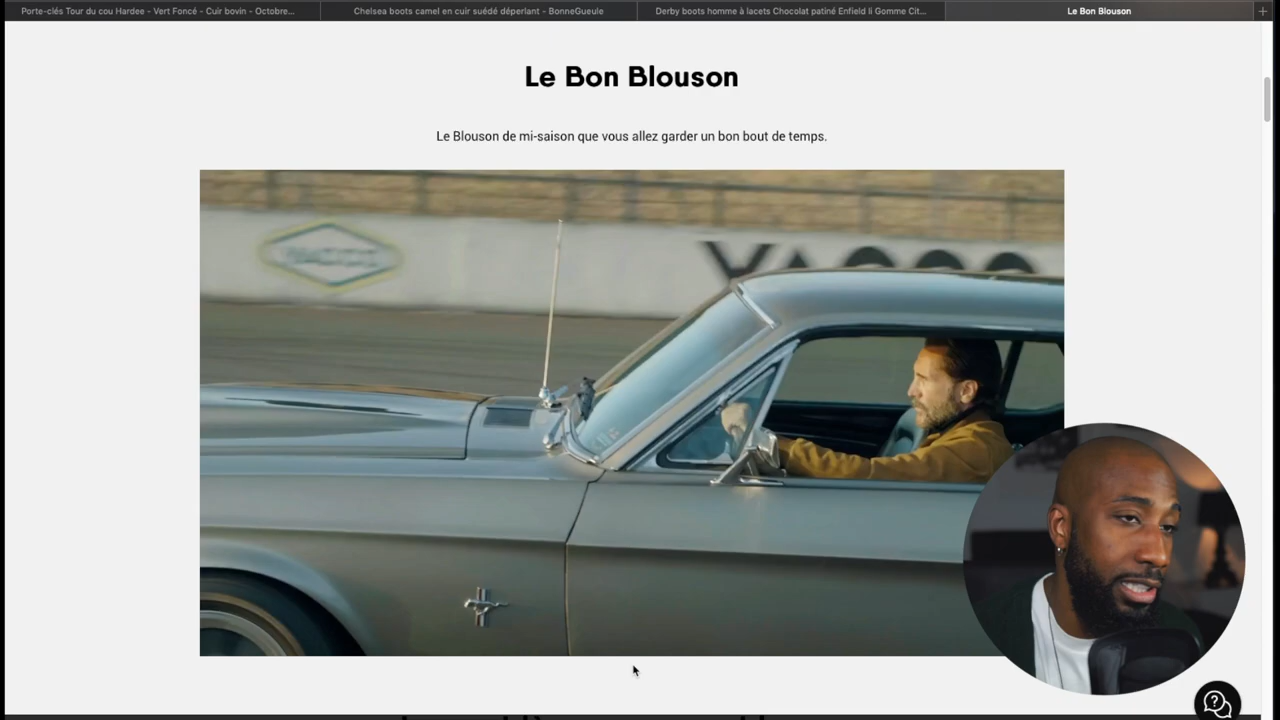 Porte-clés Tour du cou Hardee - Vert Foncé - Cuir bovin - Octobre...
Chelsea boots camel en cuir suédé déperlant - BonneGueule
Derby boots homme à lacets Chocolat patiné Enfield Ii Gomme Cit...
Le Bon Blouson
Le Bon Blouson
Le Blouson de mi-saison que vous allez garder un bon bout de temps.
YACCO